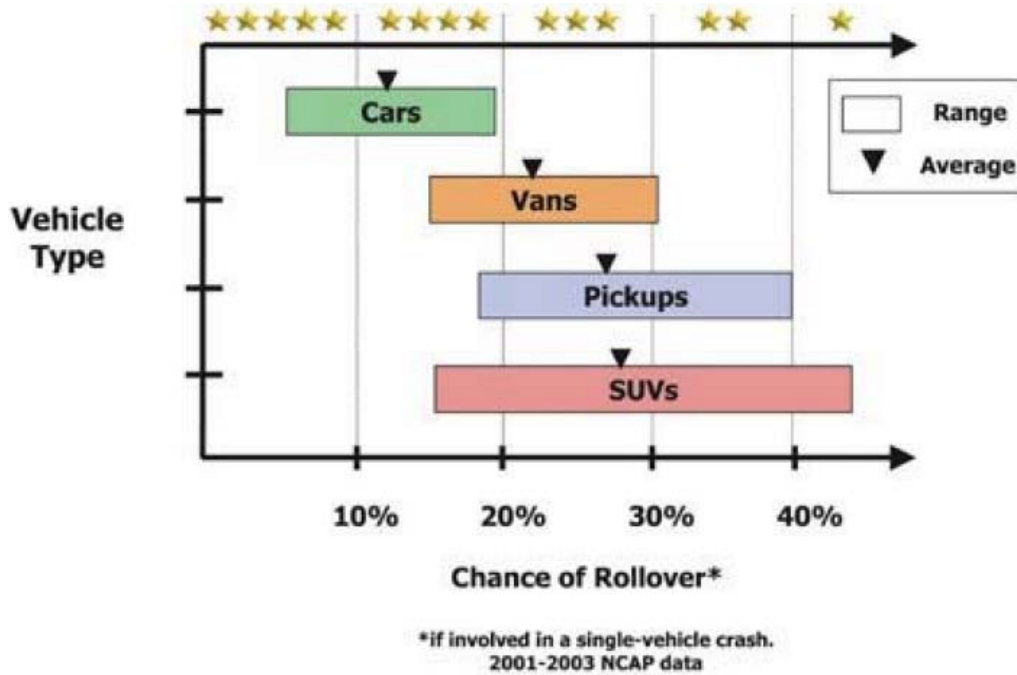 Range
Average
Cars
Vans
Vehicle
Type
Pickups
SUVs
10% 20% 30% 40%
Chance of Rollover*
*if involved in a single-vehicle crash.
2001-2003 NCAP data